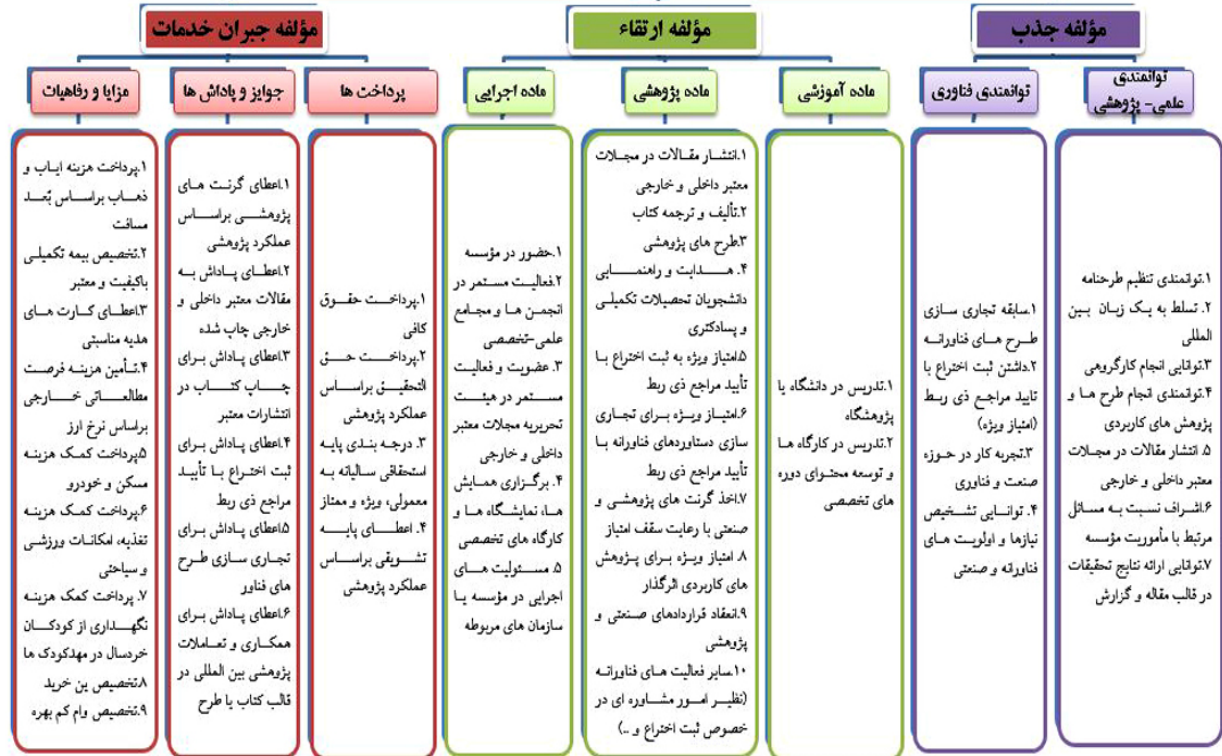 مؤلفه جذب
مؤلفه ارتقاء
مؤلفه جبران خدمات
توانمندی
علمی- پژوهشی
توانمندی فناوری
ماده آموزشی
ماده پژوهشی
ماده اجرایی
پرداخت ها
جوایز و پاداش ها
مزایا و رفاهیات
۱.توانمندی تنظیم طرحنامه
۲. تسلط به یک زبان بین
المللی
۳.توانایی انجام کارگروهی
۴.توانمندی انجام طرح ها و
پژوهش های کاربردی
۵. انتشار مقالات در مجلات
معتبر داخلی و خارجی
۶.اشراف نسبت به مسائل
مرتبط با مأموریت مؤسسه
۷.توانایی ارائه نتایج تحقیقات
در قالب مقاله و گزارش
۱.سابقه تجاری سازی
طرح های فناورانه
۲.داشتن ثبت اختراع با
تایید مراجع ذی ربط
(امتیاز ویژه)
۳.تجربه کار در حوزه
صنعت و فناوری
۴. توانایی تشخیص
نیازها و اولویت های
فناورانه و صنعتی
۱.تدریس در دانشگاه یا
پژوهشگاه
۲.تدریس در کارگاه ها
و توسعه محتوای دوره
های تخصصی
۱.انتشار مقالات در مجلات
معتبر داخلی و خارجی
۲.تألیف و ترجمه کتاب
۳.طرح های پژوهشی
۴. هدایت و راهنمایی
دانشجویان تحصیلات تکمیلی
و پسادکتری
۵.امتیاز ویژه به ثبت اختراع با
تأیید مراجع ذی ربط
۶.امتیاز ویژه برای تجاری
سازی دستاوردهای فناورانه با
تأیید مراجع ذی ربط
۷.اخذ گرنت های پژوهشی و
صنعتی با رعایت سقف امتیاز
۸. امتیاز ویژه برای پژوهش
های کاربردی اثرگذار
۹.انعقاد قراردادهای صنعتی و
پژوهشی
۱۰.سایر فعالیت های فناورانه
(نظیر امور مشاوره ای در
خصوص ثبت اختراع و ..)
۱.حضور در مؤسسه
۲.فعالیت مستمر در
انجمن ها و مجامع
علمی-تخصصی
۳. عضویت و فعالیت
مستمر در هیئت
تحریریه مجلات معتبر
داخلی و خارجی
۴. برگزاری همایش
ها، نمایشگاه ها و
کارگاه های تخصصی
۵. مسئولیت های
اجرایی در مؤسسه یا
سازمان های مربوطه
۱.پرداخت حقوق
کافی
۲.پرداخت حق
التحقیق براساس
عملکرد پژوهشی
۳. درجه بندی پایه
استحقاقی سالیانه به
معمولی، ویژه و ممتاز
۴. اعطای پایه
تشویقی براساس
عملکرد پژوهشی
۱.اعطای گرنت های
پژوهشی براساس
عملکرد پژوهشی
۲.اعطای پاداش به
مقالات معتبر داخلی و
خارجی چاپ شده
۳.اعطای پاداش برای
چاپ کتاب در
انتشارات معتبر
۴.اعطای پاداش برای
ثبت اختراع با تأیید
مراجع ذی ربط
۵.اعطای پاداش برای
تجاری سازی طرح
های فناور
۶.اعطای پاداش برای
همکاری و تعاملات
پژوهشی بین المللی در
قالب کتاب یا طرح
۱.پرداخت هزینه ایاب و
ذهاب براساس بُعد
مسافت
۲.تخصیص بیمه تکمیلی
باکیفیت و معتبر
۳.اعطای کارت های
هدیه مناسبتی
۴.تأمین هزینه فرصت
مطالعاتی خارجی
براساس نرخ ارز
۵.پرداخت کمک هزینه
مسکن و خودرو
۶.پرداخت کمک هزینه
تغذیه، امکانات ورزشی
و سیاحتی
۷. پرداخت کمک هزینه
نگهداری از کودکان
خردسال در مهدکودک ها
۸.تخصیص بن خرید
۹.تخصیص وام کم بهره